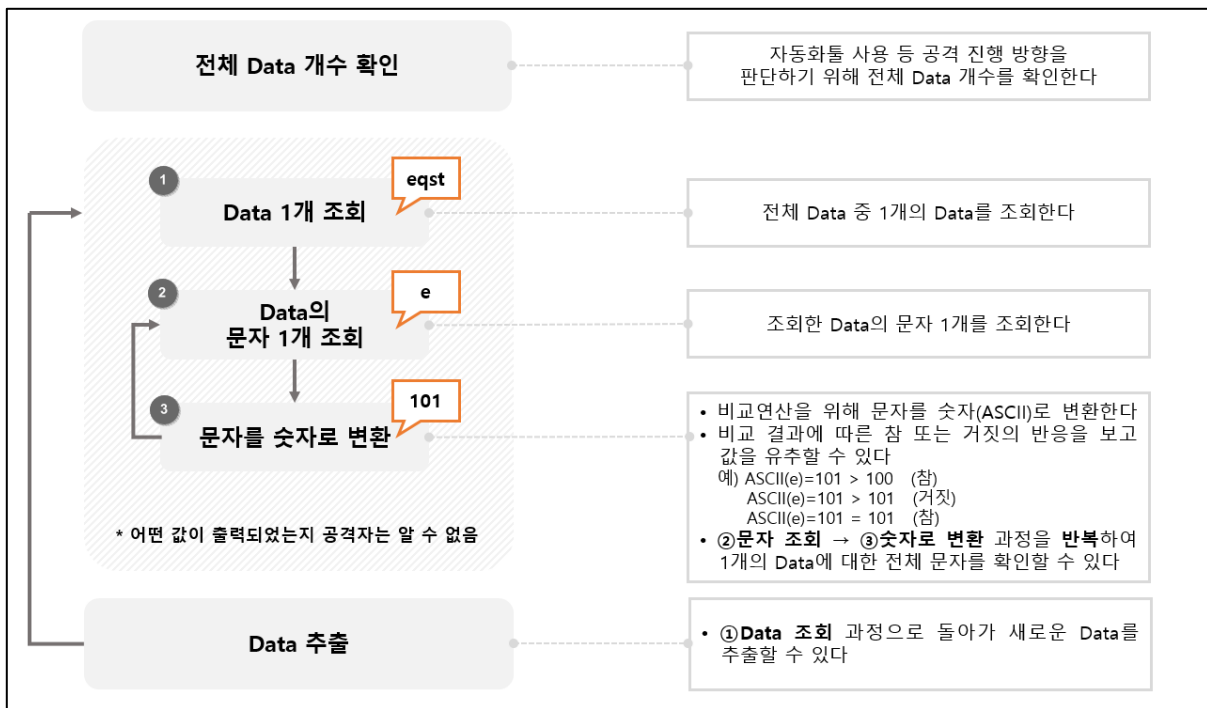 전체 Data 개수 확인
자동화툴 사용 등 공격 진행 방향을
판단하기 위해 전체 Data 개수를 확인한다
1
eqst
Data 1개 조회
전체 Data 중 1개의 Data를 조회한다
2
e
Data의
문자 1개 조회
조회한 Data의 문자 1개를 조회한다
3
101
문자를 숫자로 변환
• 비교연산을 위해 문자를 숫자(ASCII)로 변환한다
• 비교 결과에 따른 참 또는 거짓의 반응을 보고
값을 유추할 수 있다
예) ASCII(e)=101 > 100 (참)
ASCII(e)=101 > 101 (거짓)
ASCII(e)=101 = 101 (참)
• ②문자 조회 → ③숫자로 변환 과정을 반복하여
1개의 Data에 대한 전체 문자를 확인할 수 있다
* 어떤 값이 출력되었는지 공격자는 알 수 없음
Data 추출
• ①Data 조회 과정으로 돌아가 새로운 Data를
추출할 수 있다